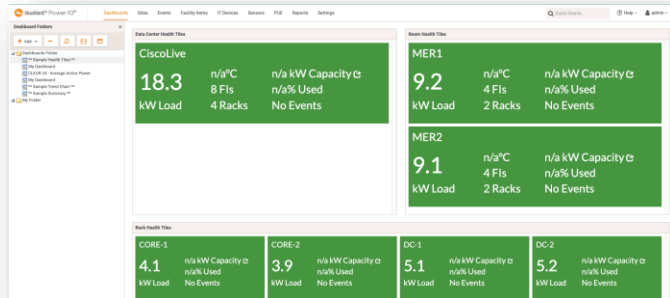 Sunbird® Power IQ®
Dashboards Sites Events Facility Items IT Devices Sensors PUE Reports Settings
Quick Search...
Help
admin
Dashboard Folders
Add
Dashboards Folder
** Sample Health Tiles **
My Dashboard
My Dashboard
** Sample Trend Chart **
** Sample Summary **
My Folder
Data Center Health Tiles
CiscoLive
18.3 n/a°C n/a kW Capacity
8 FIs n/a% Used
kW Load 4 Racks No Events
Room Health Tiles
MER1
9.2 n/a°C n/a kW Capacity
4 FIs n/a% Used
kW Load 2 Racks No Events
MER2
9.1 n/a°C n/a kW Capacity
4 FIs n/a% Used
kW Load 2 Racks No Events
Rack Health Tiles
CORE-1
4.1 n/a kW Capacity
n/a% Used
kW Load No Events
CORE-2
3.9 n/a kW Capacity
n/a% Used
kW Load No Events
DC-1
5.1 n/a kW Capacity
n/a% Used
kW Load No Events
DC-2
5.2 n/a kW Capacity
n/a% Used
kW Load No Events